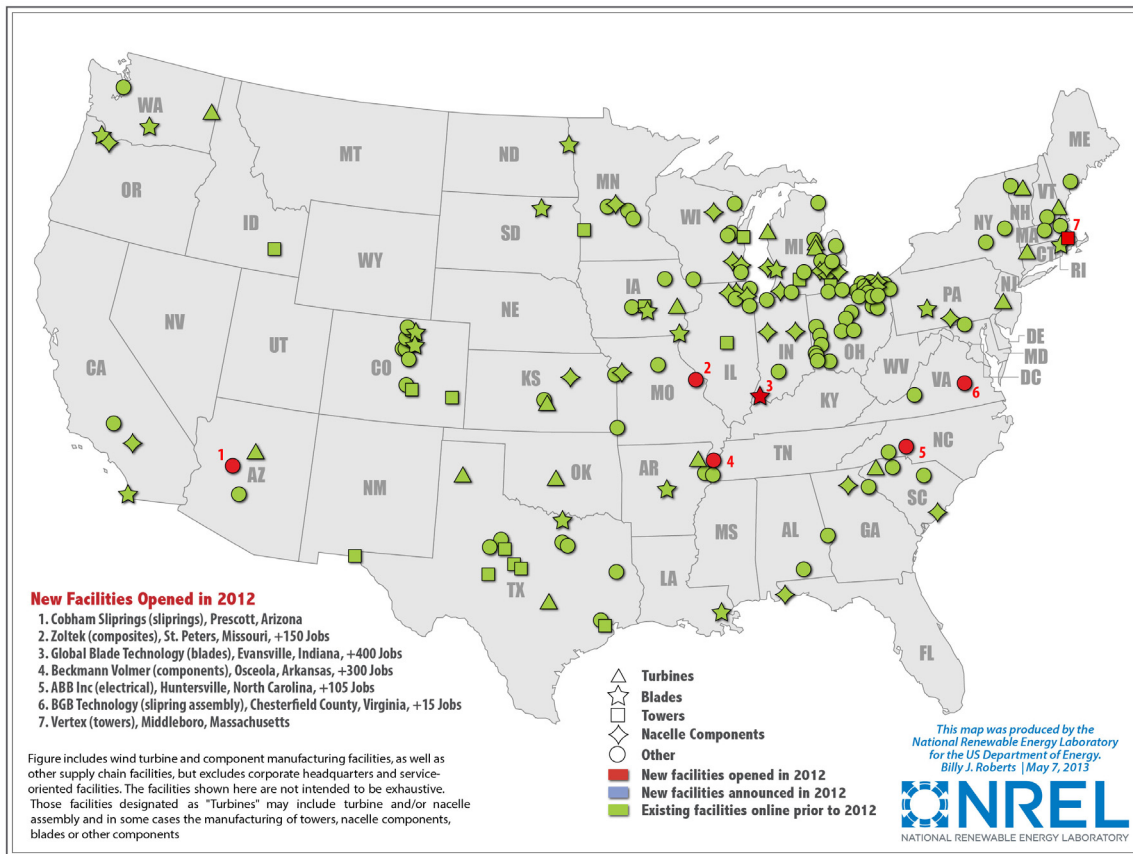 WA
MT
ND
MN
ME
OR
ID
SD
WI
MI
NY
VT
NH
MA
7
CT
RI
WY
IA
NE
PA
NJ
NV
UT
CO
CA
KS
MO
2
IL
IN
OH
3
KY
WV
VA
6
DE
MD
DC
1
AZ
NM
OK
AR
4
TN
NC
5
SC
TX
LA
MS
AL
GA
FL
New Facilities Opened in 2012
1. Cobham Sliprings (sliprings), Prescott, Arizona
2. Zoltek (composites), St. Peters, Missouri, +150 Jobs
3. Global Blade Technology (blades), Evansville, Indiana, +400 Jobs
4. Beckmann Volmer (components), Osceola, Arkansas, +300 Jobs
5. ABB Inc (electrical), Huntersville, North Carolina, +105 Jobs
6. BGB Technology (slipring assembly), Chesterfield County, Virginia, +15 Jobs
7. Vertex (towers), Middleboro, Massachusetts
Figure includes wind turbine and component manufacturing facilities, as well as
other supply chain facilities, but excludes corporate headquarters and service-
oriented facilities. The facilities shown here are not intended to be exhaustive.
Those facilities designated as "Turbines" may include turbine and/or nacelle
assembly and in some cases the manufacturing of towers, nacelle components,
blades or other components
Turbines
Blades
Towers
Nacelle Components
Other
New facilities opened in 2012
New facilities announced in 2012
Existing facilities online prior to 2012
This map was produced by the
National Renewable Energy Laboratory
for the US Department of Energy.
Billy J. Roberts | May 7, 2013
NREL
NATIONAL RENEWABLE ENERGY LABORATORY